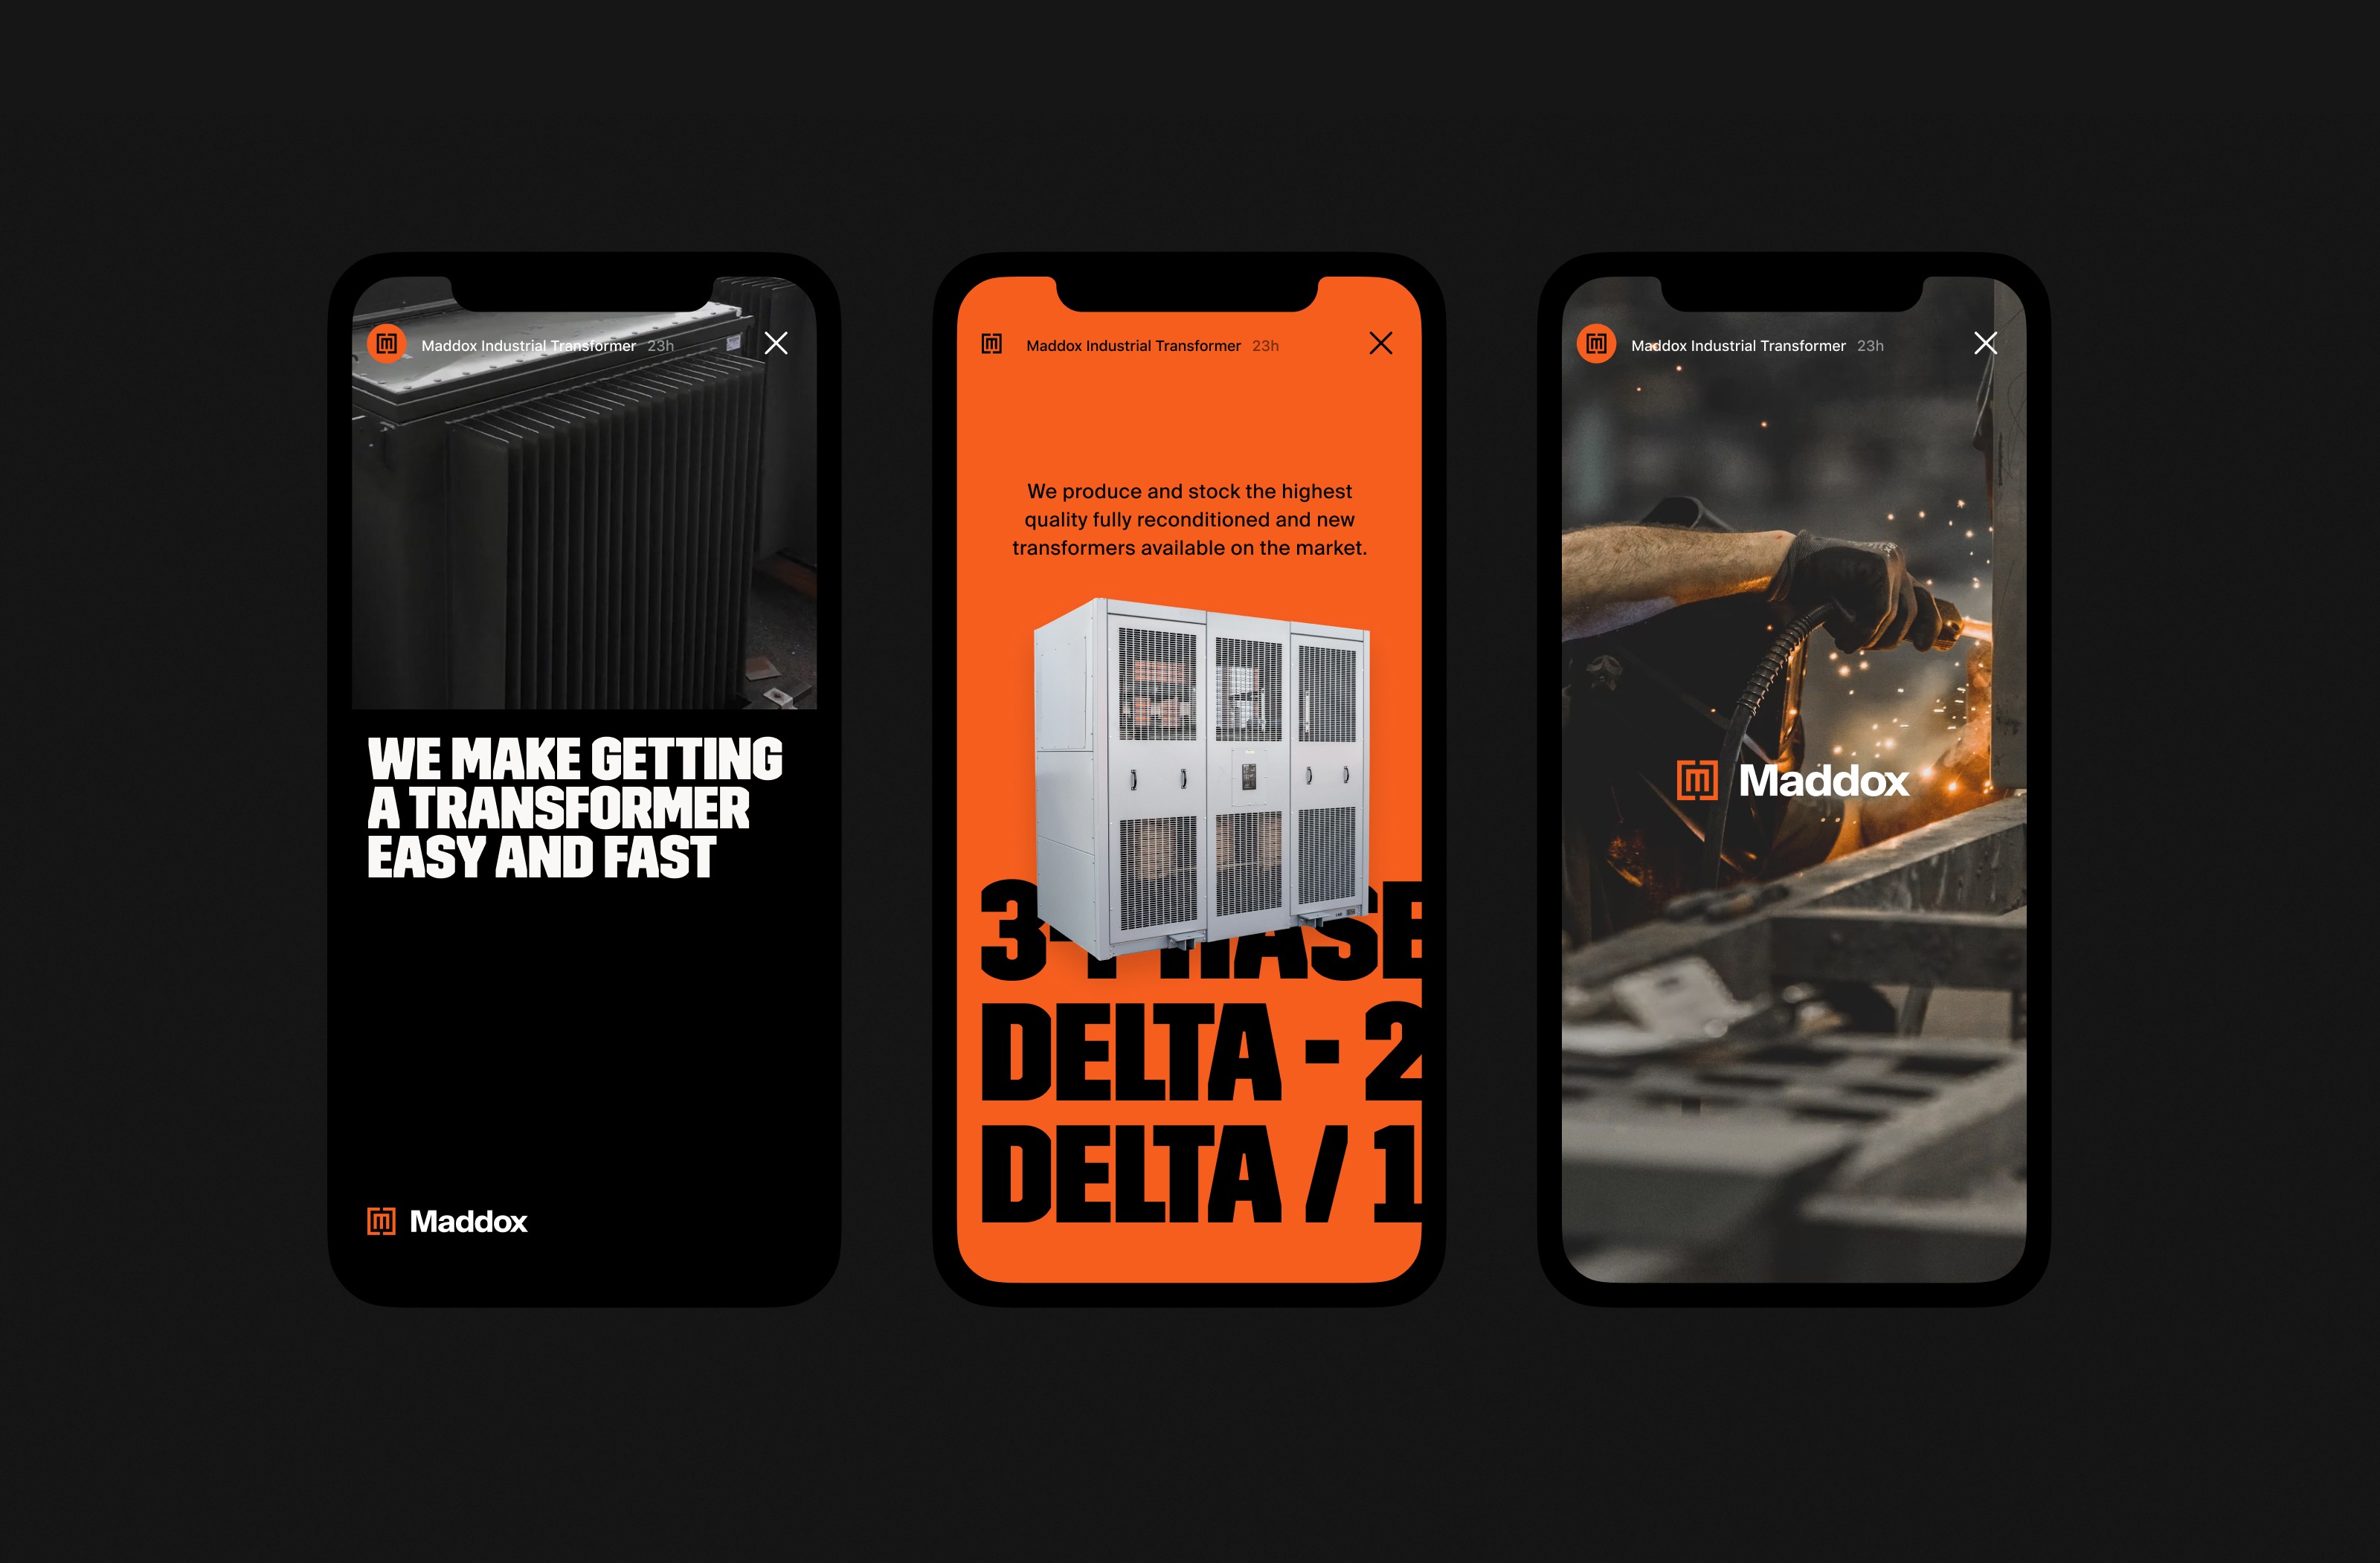 Maddox Industrial Transformer 23h
WE MAKE GETTING
A TRANSFORMER
EASY AND FAST
Maddox
Maddox Industrial Transformer 23h
We produce and stock the highest
quality fully reconditioned and new
transformers available on the market.
3-PHASE
DELTA - 2
DELTA / 1
Maddox Industrial Transformer 23h
Maddox